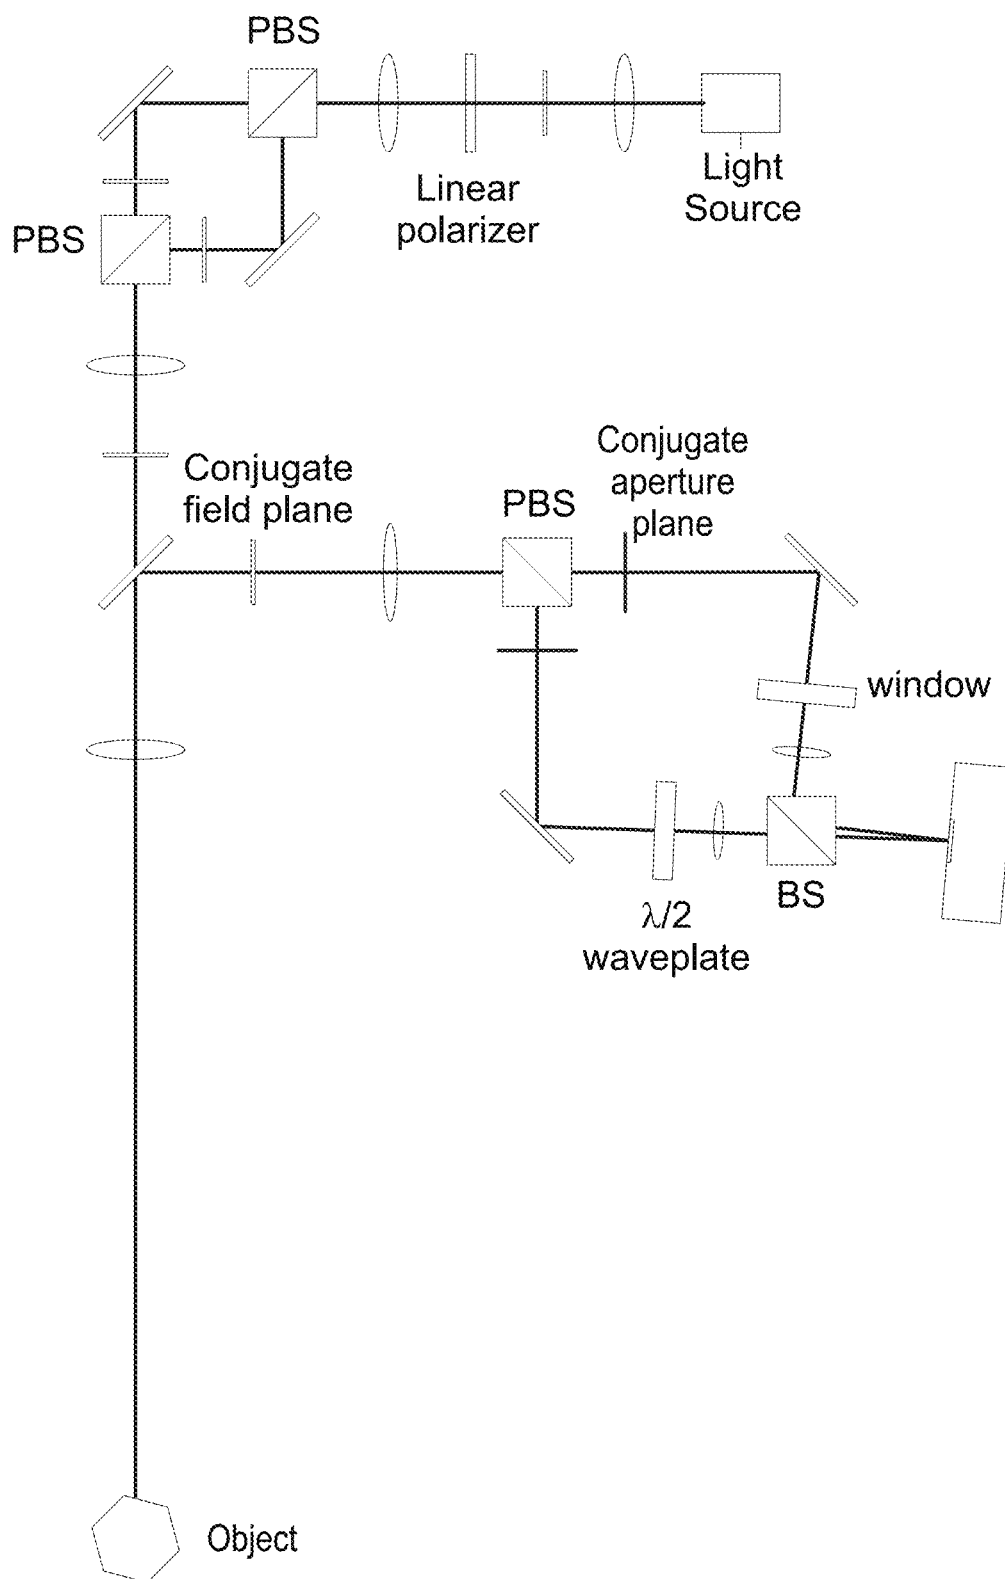 PBS
Light
Source
Linear
polarizer
PBS
Conjugate
field plane
PBS
Conjugate
aperture
plane
window
BS
λ/2
waveplate
Object